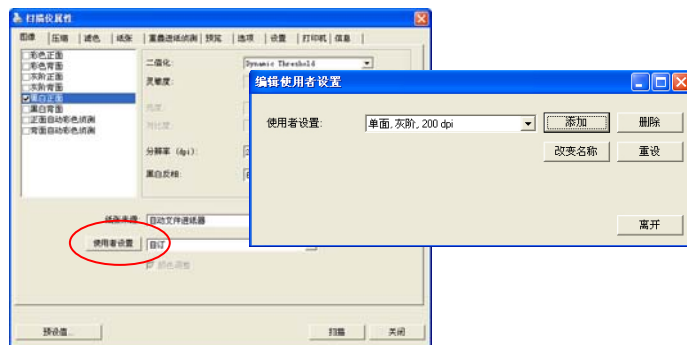 扫描仪属性
图像 压缩 滤色 纸张 重叠进纸侦测 预览 选项 设置 打印机 信息
彩色正面
彩色背面
灰阶正面
灰阶背面
黑白正面
黑白背面
正面自动彩色侦测
背面自动彩色侦测
二值化:
Dynamic Threshold
灵敏度:
亮度:
对比度:
分辨率 (dpi):
黑白反相:
纸张来源:
自动文件进纸器
使用者设置
自订
颜色调整
预设值...
扫描
关闭
编辑使用者设置
使用者设置:
单面, 灰阶, 200 dpi
添加
删除
改变名称
重设
离开